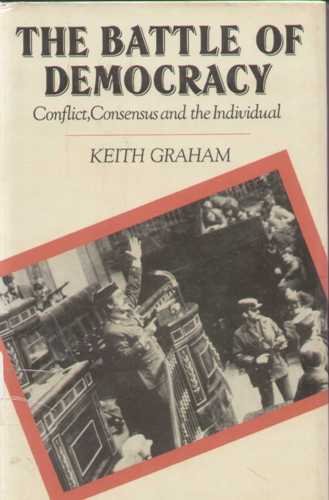 THE BATTLE OF
DEMOCRACY
Conflict, Consensus and the Individual
KEITH GRAHAM